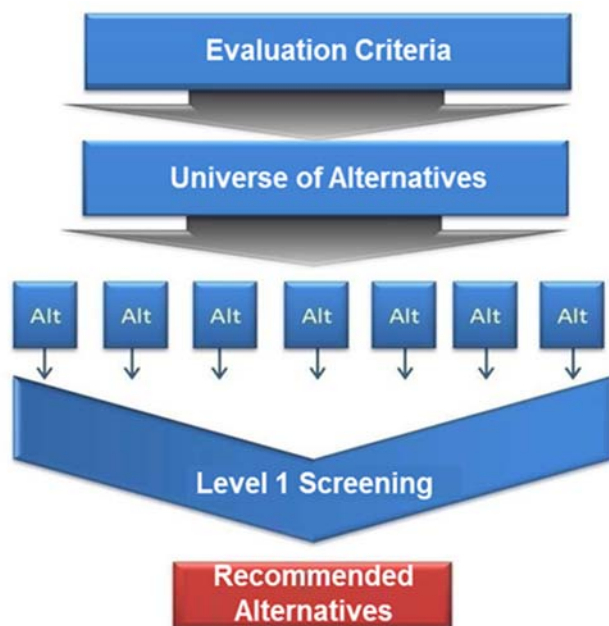 Evaluation Criteria
Universe of Alternatives
Alt Alt Alt Alt Alt Alt Alt
Level 1 Screening
Recommended
Alternatives